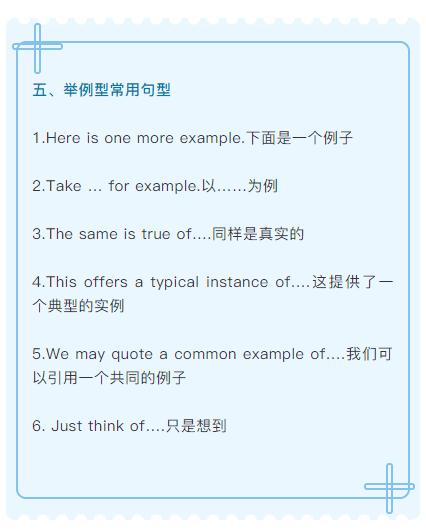 五、举例型常用句型
1.Here is one more example.下面是一个例子
2.Take ... for example.以……为例
3.The same is true of....同样是真实的
4.This offers a typical instance of....这提供了一
个典型的实例
5.We may quote a common example of....我们可
以引用一个共同的例子
6. Just think of....只是想到